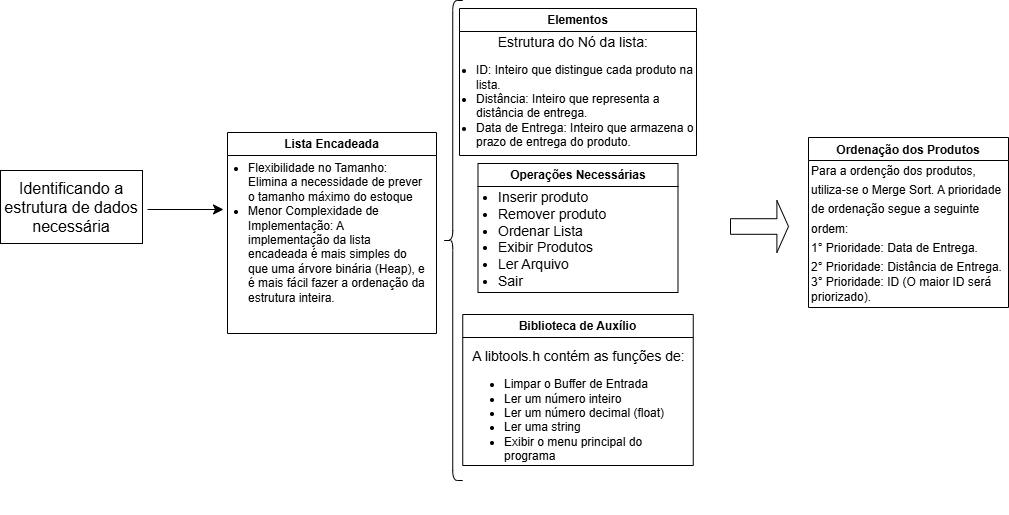 Identificando a
estrutura de dados
necessária
Lista Encadeada
Flexibilidade no Tamanho:
Elimina a necessidade de prever
o tamanho máximo do estoque
Menor Complexidade de
Implementação: A
implementação da lista
encadeada é mais simples do
que uma árvore binária (Heap), e
é mais fácil fazer a ordenação da
estrutura inteira.
Elementos
Estrutura do Nó da lista:
ID: Inteiro que distingue cada produto na
lista.
Distância: Inteiro que representa a
distância de entrega.
Data de Entrega: Inteiro que armazena o
prazo de entrega do produto.
Operações Necessárias
Inserir produto
Remover produto
Ordenar Lista
Exibir Produtos
Ler Arquivo
Sair
Biblioteca de Auxílio
A libtools.h contém as funções de:
Limpar o Buffer de Entrada
Ler um número inteiro
Ler um número decimal (float)
Ler uma string
Exibir o menu principal do
programa
Ordenação dos Produtos
Para a ordenção dos produtos,
utiliza-se o Merge Sort. A prioridade
de ordenação segue a seguinte
ordem:
1° Prioridade: Data de Entrega.
2° Prioridade: Distância de Entrega.
3° Prioridade: ID (O maior ID será
priorizado).